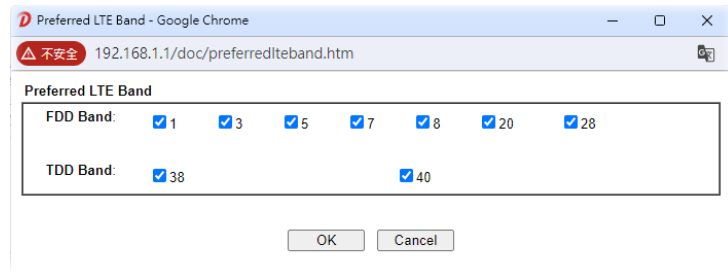 Preferred LTE Band - Google Chrome
不安全 192.168.1.1/doc/preferredlteband.htm
Preferred LTE Band
FDD Band: 1 3 5 7 8 20 28
TDD Band: 38 40
OK Cancel